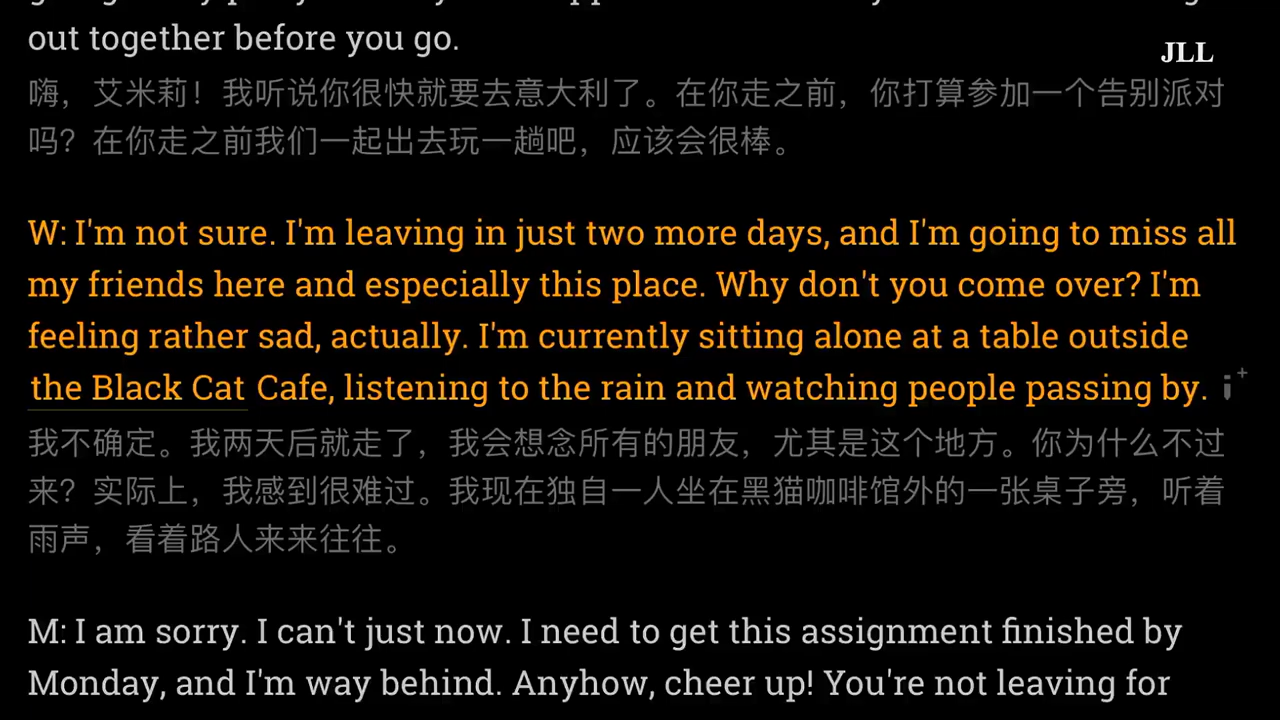 out together before you go.
JLL
嗨，艾米莉！我听说你很快就要去意大利了。在你走之前，你打算参加一个告别派对
吗？在你走之前我们一起出去玩一趟吧，应该会很棒。
W: I'm not sure. I'm leaving in just two more days, and I'm going to miss all
my friends here and especially this place. Why don't you come over? I'm
feeling rather sad, actually. I'm currently sitting alone at a table outside
the Black Cat Cafe, listening to the rain and watching people passing by.
我不确定。我两天后就走了，我会想念所有的朋友，尤其是这个地方。你为什么不过
来？实际上，我感到很难过。我现在独自一人坐在黑猫咖啡馆外的一张桌子旁，听着
雨声，看着路人来来往往。
M: I am sorry. I can't just now. I need to get this assignment finished by
Monday, and I'm way behind. Anyhow, cheer up! You're not leaving for